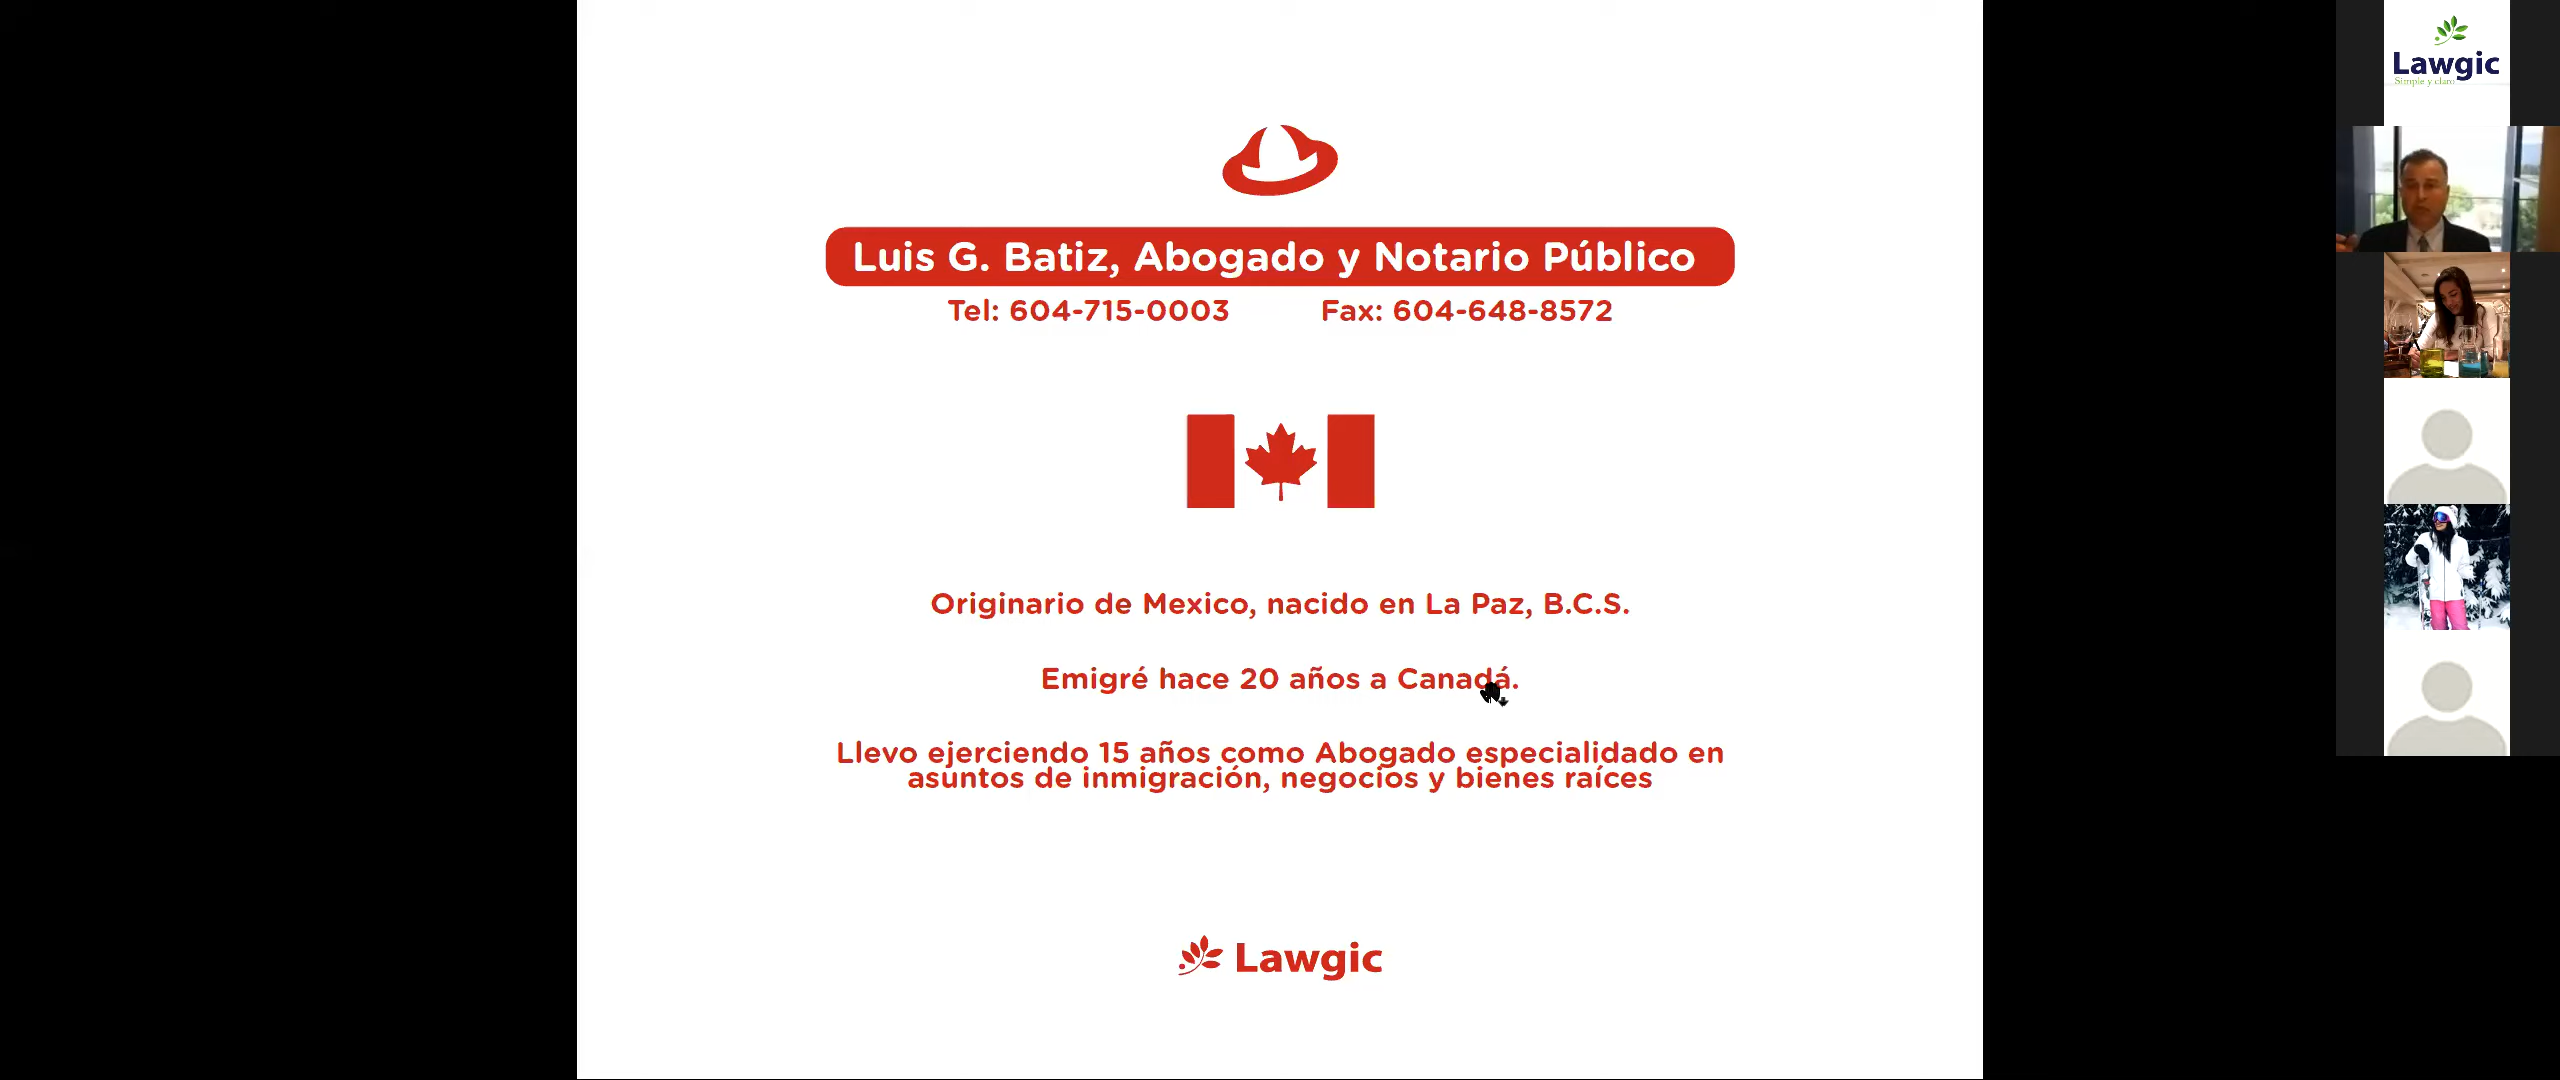 Luis G. Batiz, Abogado y Notario Público
Tel: 604-715-0003 Fax: 604-648-8572
Originario de Mexico, nacido en La Paz, B.C.S.
Emigré hace 20 años a Canadá.
Llevo ejerciendo 15 años como Abogado especialidado en
asuntos de inmigración, negocios y bienes raíces
Lawgic
Lawgic
Simple y claro